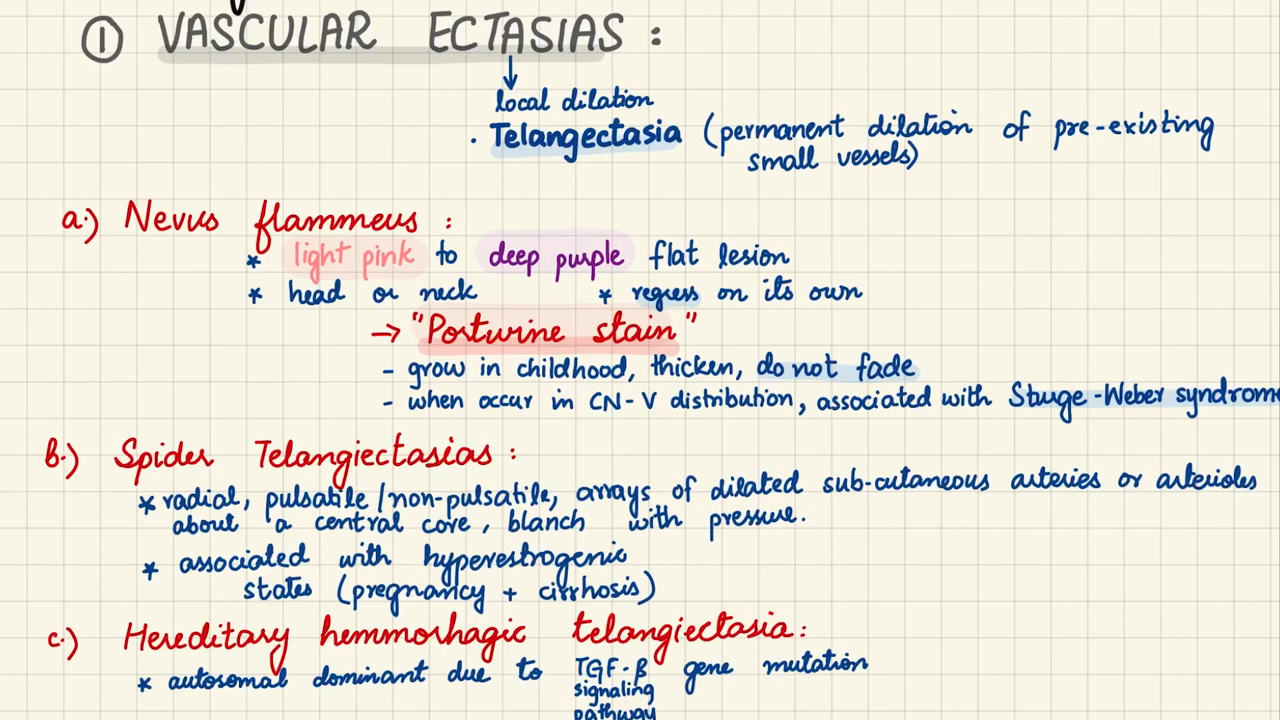 ① VASCULAR ECTASIAS :
↓
local dilation
· Telangectasia (permanent dilation of pre-existing
small vessels)
a.) Nevus flammeus :
* light pink to deep purple flat lesion
* head or neck * regress on its own
→ "Portwine stain"
- grow in childhood, thicken, do not fade
- when occur in CN-V distribution, associated with Stuge-Weber syndrome
b.) Spider Telangiectasias :
* radial, pulsatile/non-pulsatile, arrays of dilated sub-cutaneous arteries or arterioles
about a central core, blanch with pressure.
* associated with hyperestrogenic
states (pregnancy + cirrhosis)
c.) Hereditary hemmorhagic telangiectasia :
* autosomal dominant due to TGF-β gene mutation
signaling
pathway